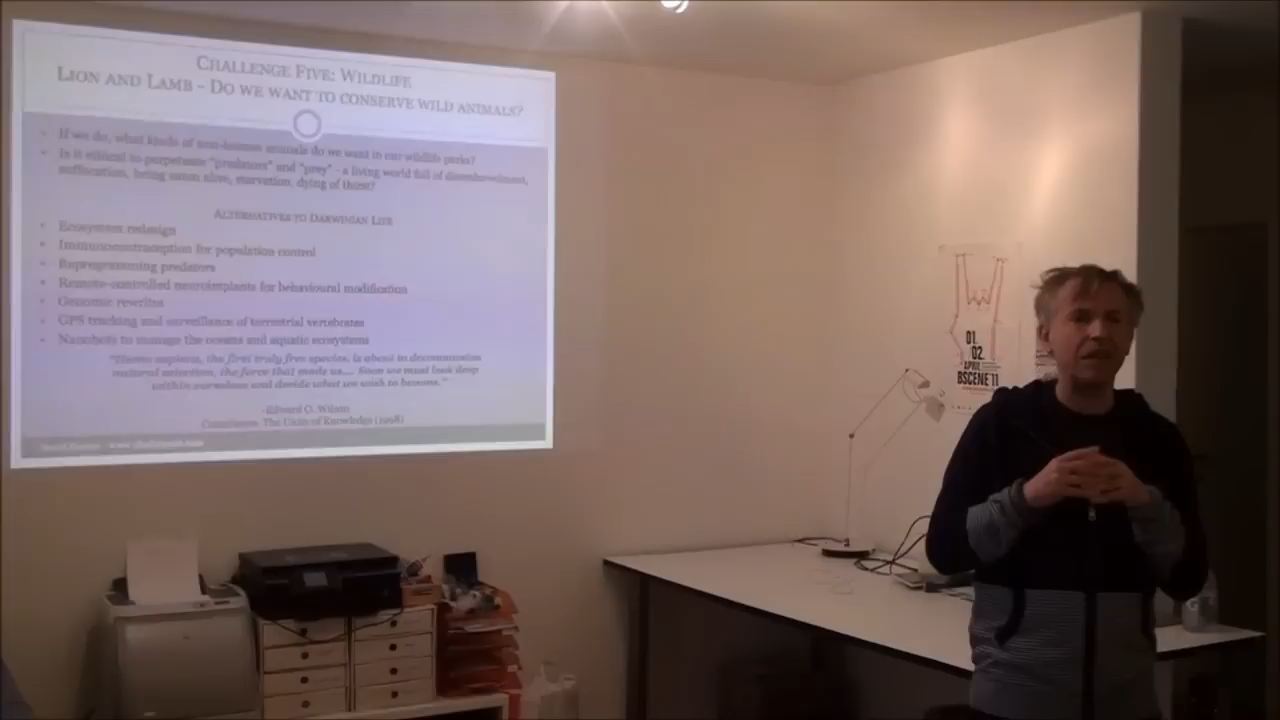 CHALLENGE FIVE: WILDLIFE
LION AND LAMB – DO WE WANT TO CONSERVE WILD ANIMALS?
If we do, what kinds of non-human animals do we want in our wildlife parks?
Is it ethical to perpetuate "predators" and "prey" - a living world full of disembowelment,
suffocation, being eaten alive, starvation, dying of thirst?
ALTERNATIVES TO DARWINIAN LIFE
Ecosystem redesign
Immunocontraception for population control
Reprogramming predators
Remote-controlled neuroimplants for behavioural modification
Genomic rewrites
GPS tracking and surveillance of terrestrial vertebrates
Nanobots to manage the oceans and aquatic ecosystems
"Homo sapiens, the first truly free species, is about to decommission
natural selection, the force that made us.... Soon we must look deep
within ourselves and decide what we wish to become."
-Edward O. Wilson
Consilience, The Unity of Knowledge (1998)
01.
02.
APRIL
BSCENE'11